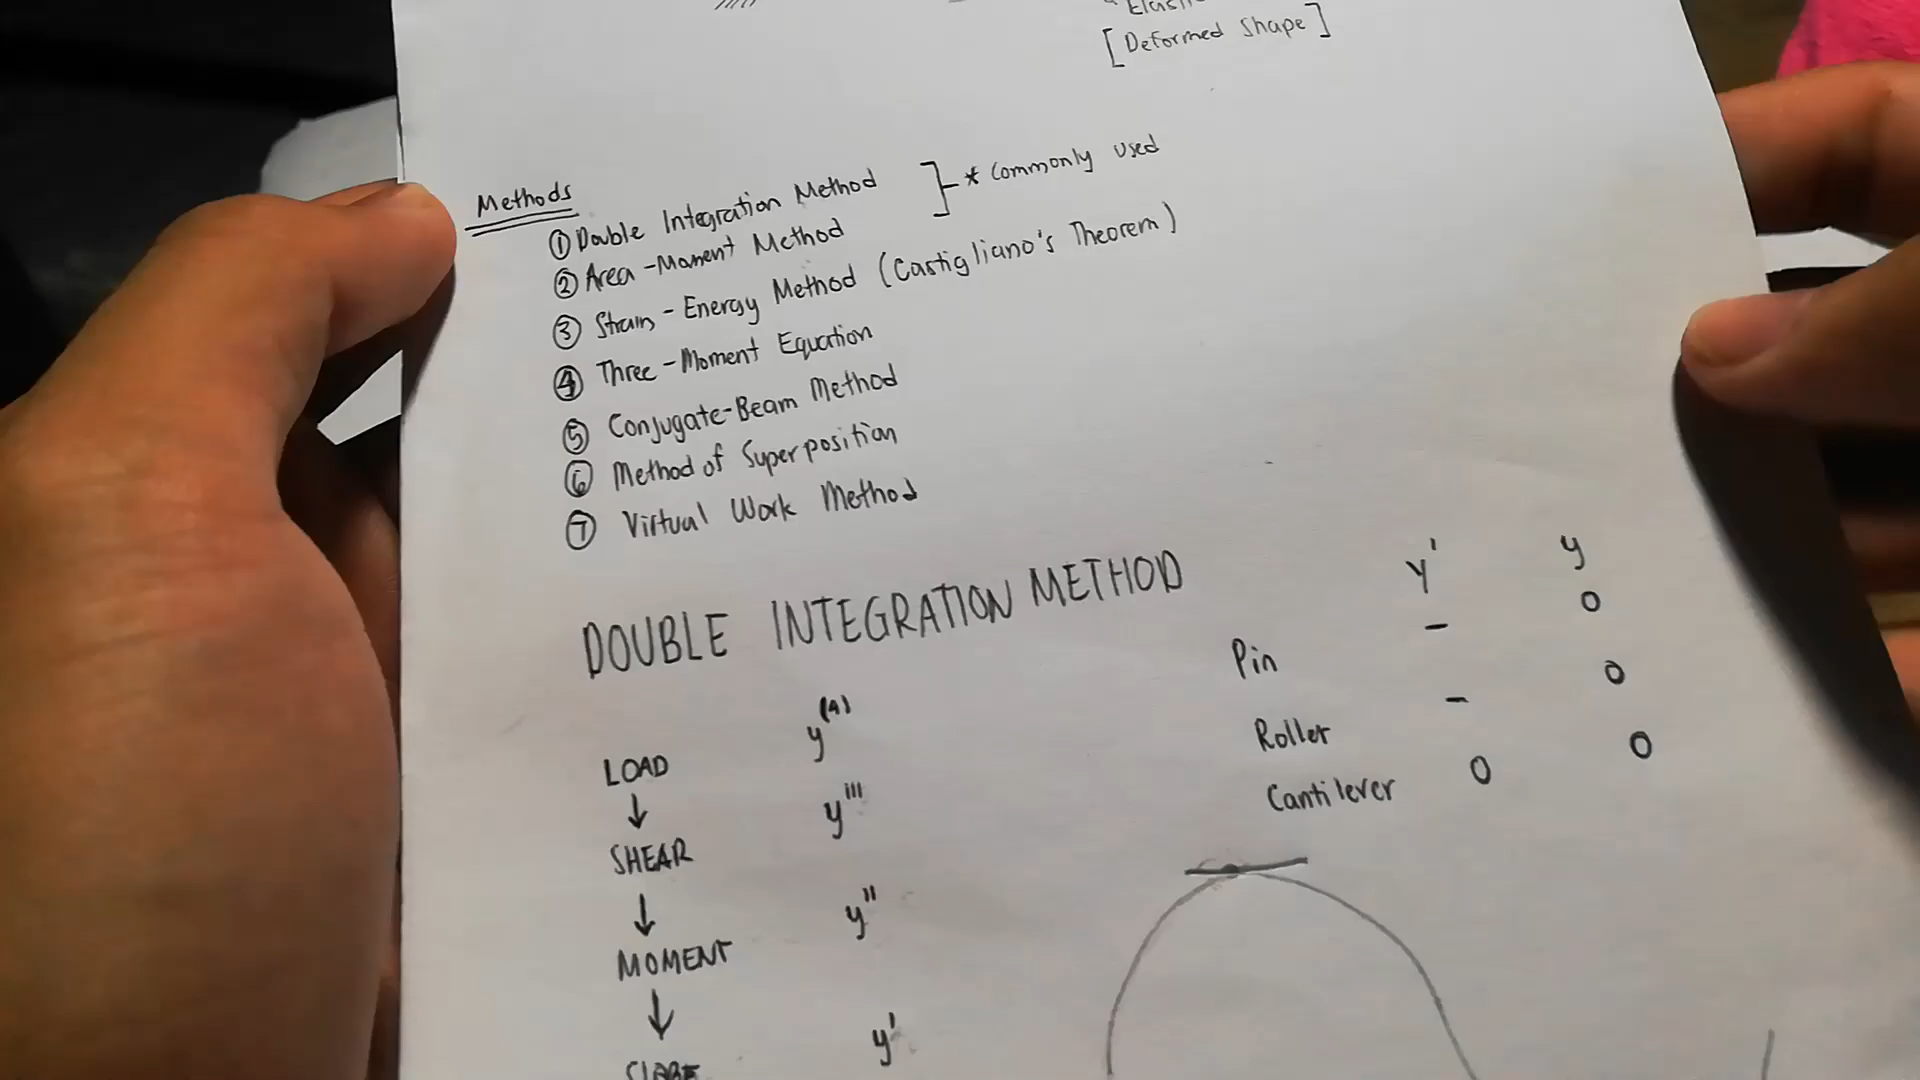 [Deformed Shape]
Methods
① Double Integration Method
* Commonly used
② Area-Moment Method
③ Strain-Energy Method (Castigliano's Theorem)
④ Three-Moment Equation
⑤ Conjugate-Beam Method
⑥ Method of Superposition
⑦ Virtual Work Method
DOUBLE INTEGRATION METHOD
y' y
Pin - 0
Roller - 0
Cantilever 0 0
LOAD y(4)
↓
SHEAR y'''
↓
MOMENT y''
↓
SLOPE y'